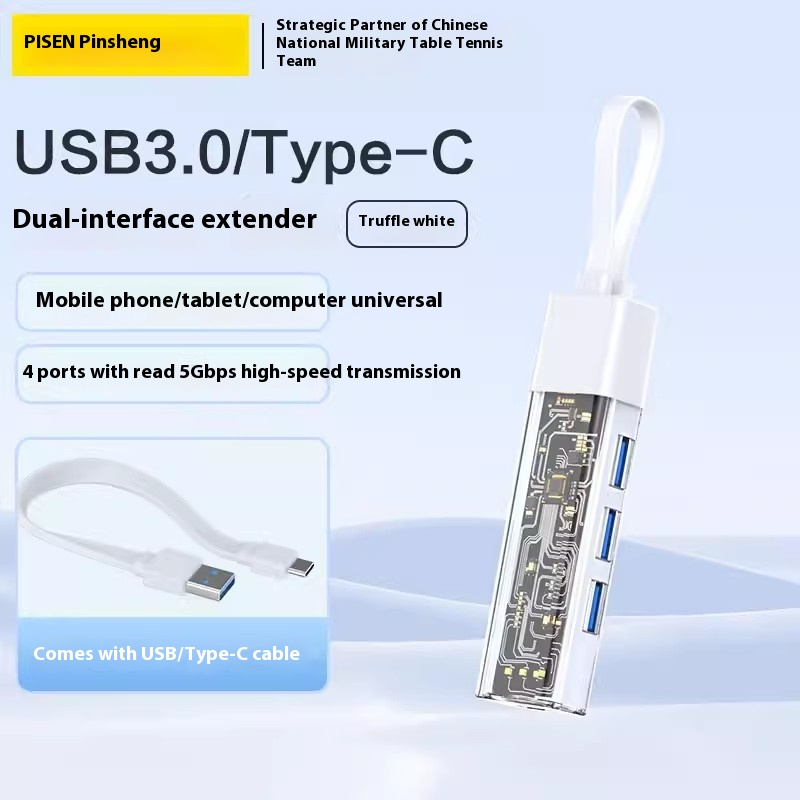 PISEN Pinsheng
Strategic Partner of Chinese
National Military Table Tennis
Team
USB3.0/Type-C
Dual-interface extender
Truffle white
Mobile phone/tablet/computer universal
4 ports with read 5Gbps high-speed transmission
Comes with USB/Type-C cable